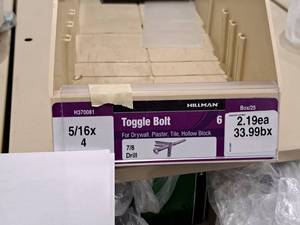 HILLMAN
H370081
Toggle Bolt
6
Box/25
5/16x
4
For Drywall, Plaster, Tile, Hollow Block
2.19ea
33.99bx
7/8
Drill